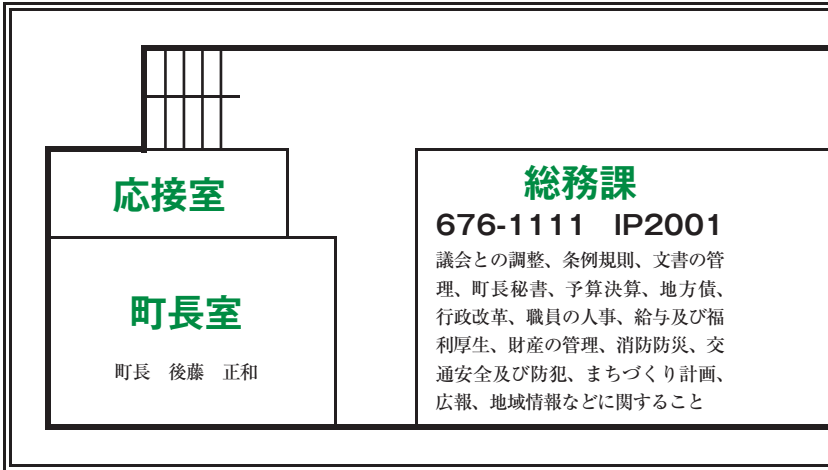 応接室
町長室
町長　後藤　正和
総務課
676-1111　IP2001
議会との調整、条例規則、文書の管
理、町長秘書、予算決算、地方債、
行政改革、職員の人事、給与及び福
利厚生、財産の管理、消防防災、交
通安全及び防犯、まちづくり計画、
広報、地域情報などに関すること